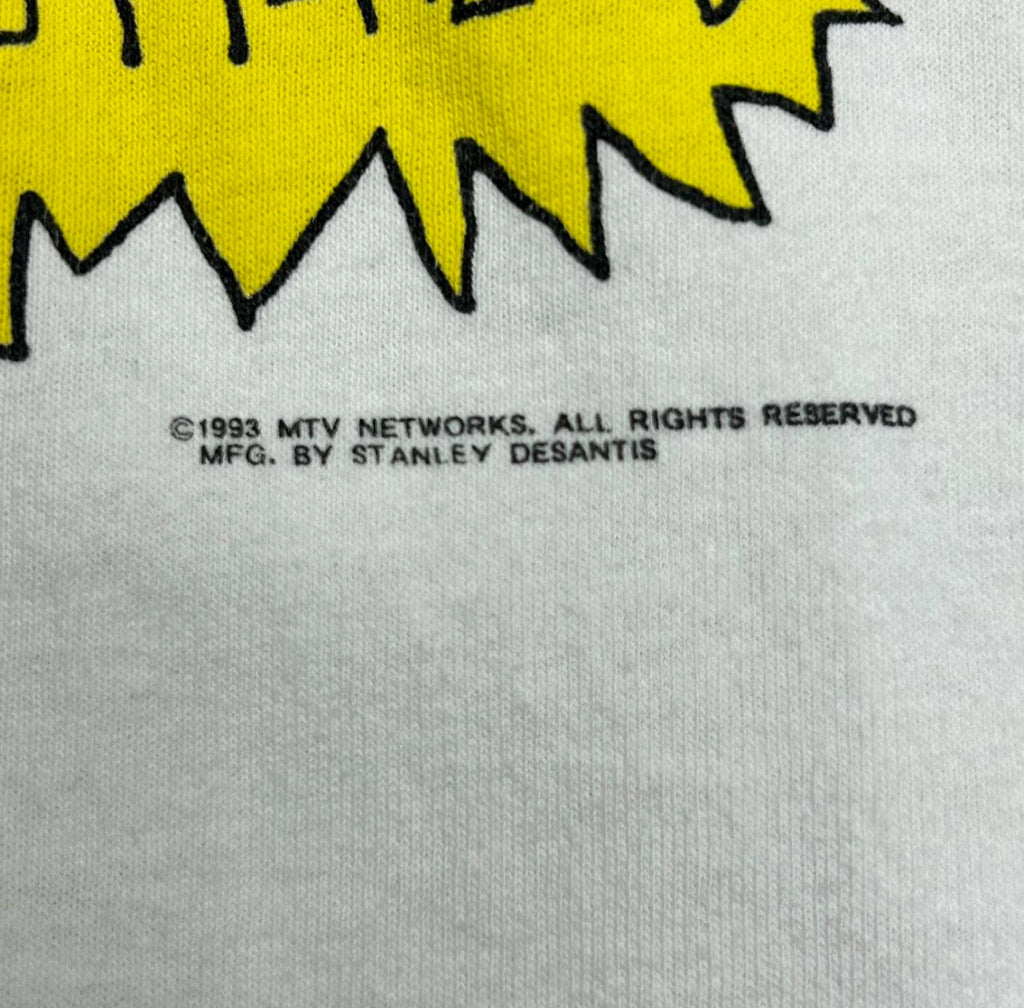 ©1993 MTV NETWORKS. ALL RIGHTS RESERVED
MFG. BY STANLEY DESANTIS